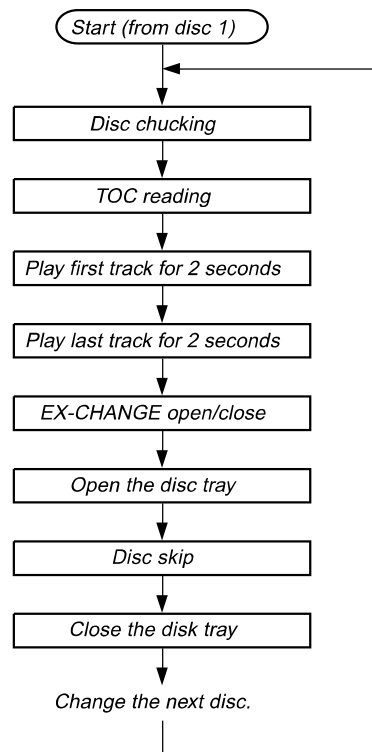 Start (from disc 1)
Disc chucking
TOC reading
Play first track for 2 seconds
Play last track for 2 seconds
EX-CHANGE open/close
Open the disc tray
Disc skip
Close the disk tray
Change the next disc.